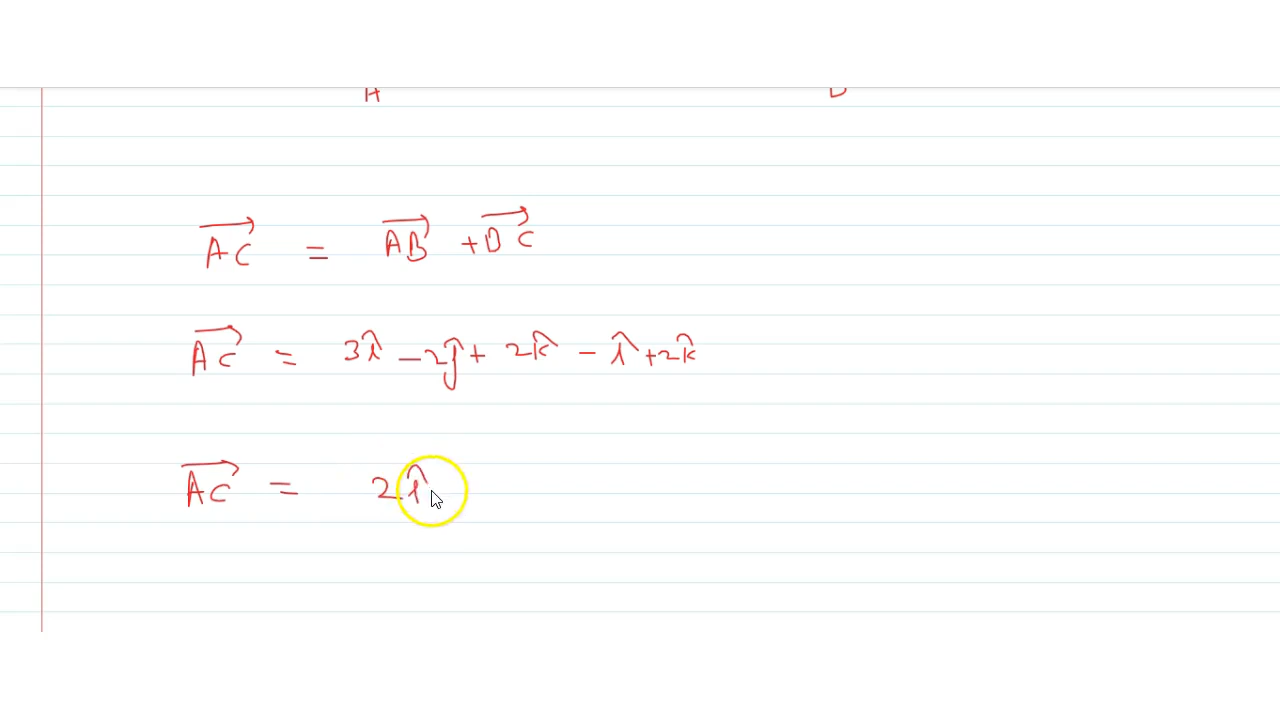 A D
AC⃗ = AB⃗ + BC⃗
AC⃗ = 3î - 2ĵ + 2k̂ - î + 2k̂
AC⃗ = 2î